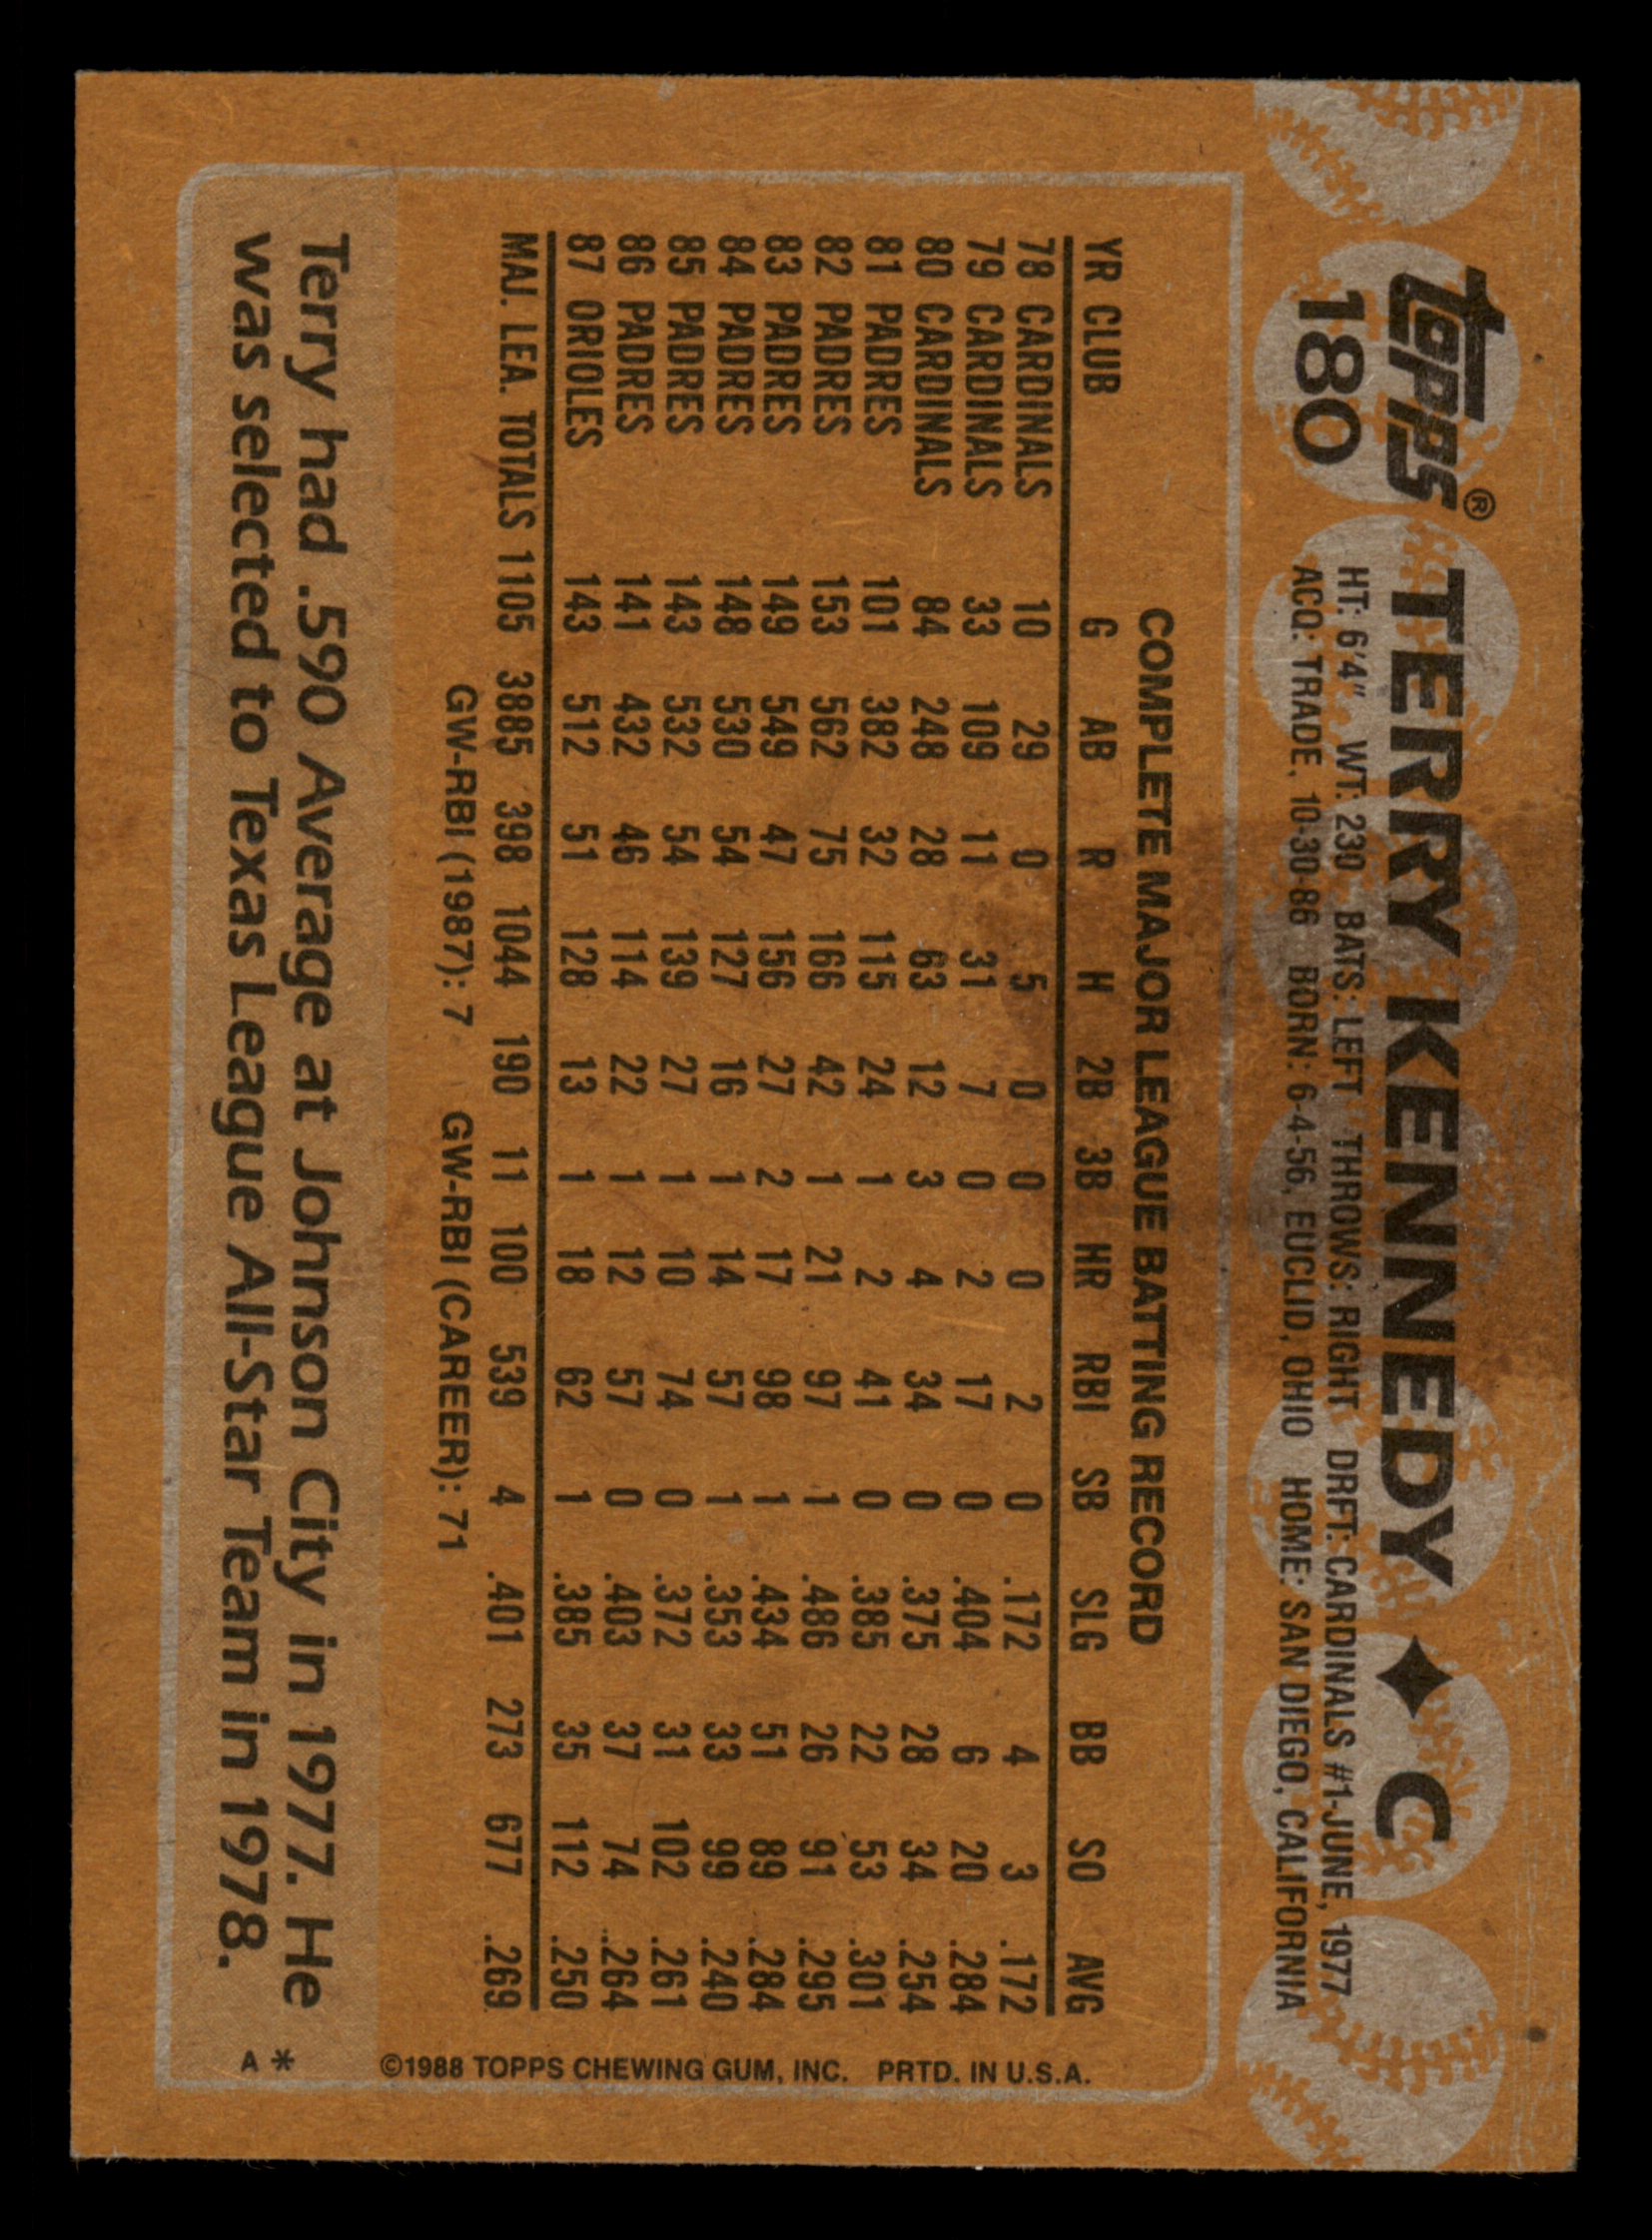 topps®
180
TERRY KENNEDY ✦ C
HT: 6'4" WT: 230 BATS: LEFT THROWS: RIGHT DRFT: CARDINALS #1-JUNE, 1977
ACQ: TRADE, 10-30-86 BORN: 6-4-56, EUCLID, OHIO HOME: SAN DIEGO, CALIFORNIA
COMPLETE MAJOR LEAGUE BATTING RECORD
YR CLUB G AB R H 2B 3B HR RBI SB SLG BB SO AVG
78 CARDINALS 10 29 0 5 0 0 0 2 0 .172 4 3 .172
79 CARDINALS 33 109 11 31 7 0 2 17 0 .404 6 20 .284
80 CARDINALS 84 248 28 63 12 3 4 34 0 .375 28 34 .254
81 PADRES 101 382 32 115 24 1 2 41 0 .385 22 53 .301
82 PADRES 153 562 75 166 42 1 21 97 1 .486 26 91 .295
83 PADRES 149 549 47 156 27 2 17 98 1 .434 51 89 .284
84 PADRES 148 530 54 127 16 1 14 57 1 .353 33 99 .240
85 PADRES 143 532 54 139 27 1 10 74 0 .372 31 102 .261
86 PADRES 141 432 46 114 22 1 12 57 0 .403 37 74 .264
87 ORIOLES 143 512 51 128 13 1 18 62 1 .385 35 112 .250
MAJ. LEA. TOTALS 1105 3885 398 1044 190 11 100 539 4 .401 273 677 .269
GW-RBI (1987): 7 GW-RBI (CAREER): 71
Terry had .590 Average at Johnson City in 1977. He
was selected to Texas League All-Star Team in 1978.
©1988 TOPPS CHEWING GUM, INC. PRTD. IN U.S.A.
A *